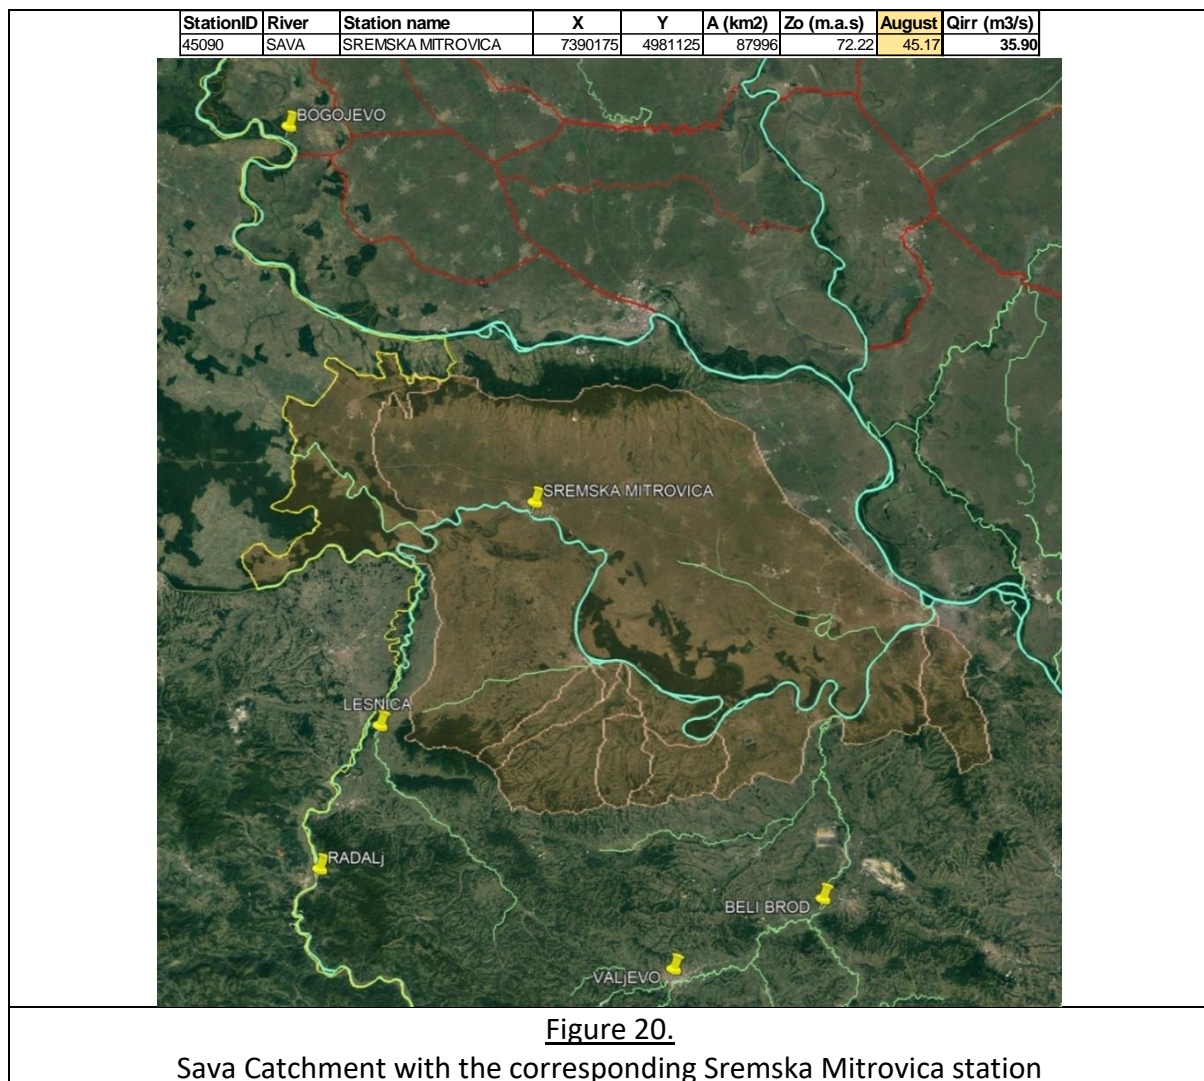 StationID River Station name X Y A (km2) Zo (m.a.s) August Qirr (m3/s)
45090 SAVA SREMSKA MITROVICA 7390175 4981125 87996 72.22 45.17 35.90
BOGOJEVO
SREMSKA MITROVICA
LESNICA
RADALj
BELI BROD
VALjEVO
Figure 20.
Sava Catchment with the corresponding Sremska Mitrovica station